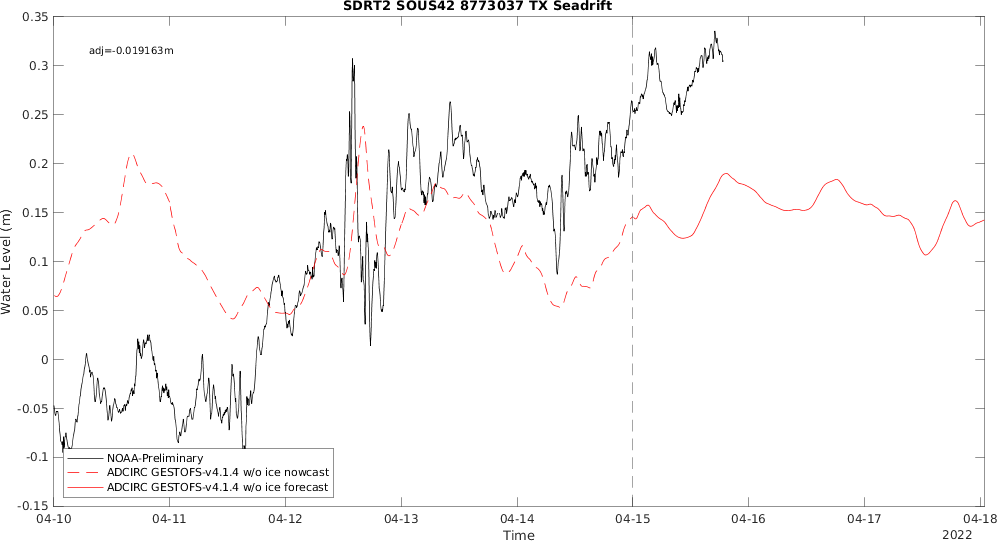 SDRT2 SOUS42 8773037 TX Seadrift
adj=-0.019163m
0.35
0.3
0.25
0.2
0.15
0.1
0.05
0
-0.05
-0.1
-0.15
Water Level (m)
NOAA-Preliminary
ADCIRC GESTOFS-v4.1.4 w/o ice nowcast
ADCIRC GESTOFS-v4.1.4 w/o ice forecast
04-10 04-11 04-12 04-13 04-14 04-15 04-16 04-17 04-18
Time
2022